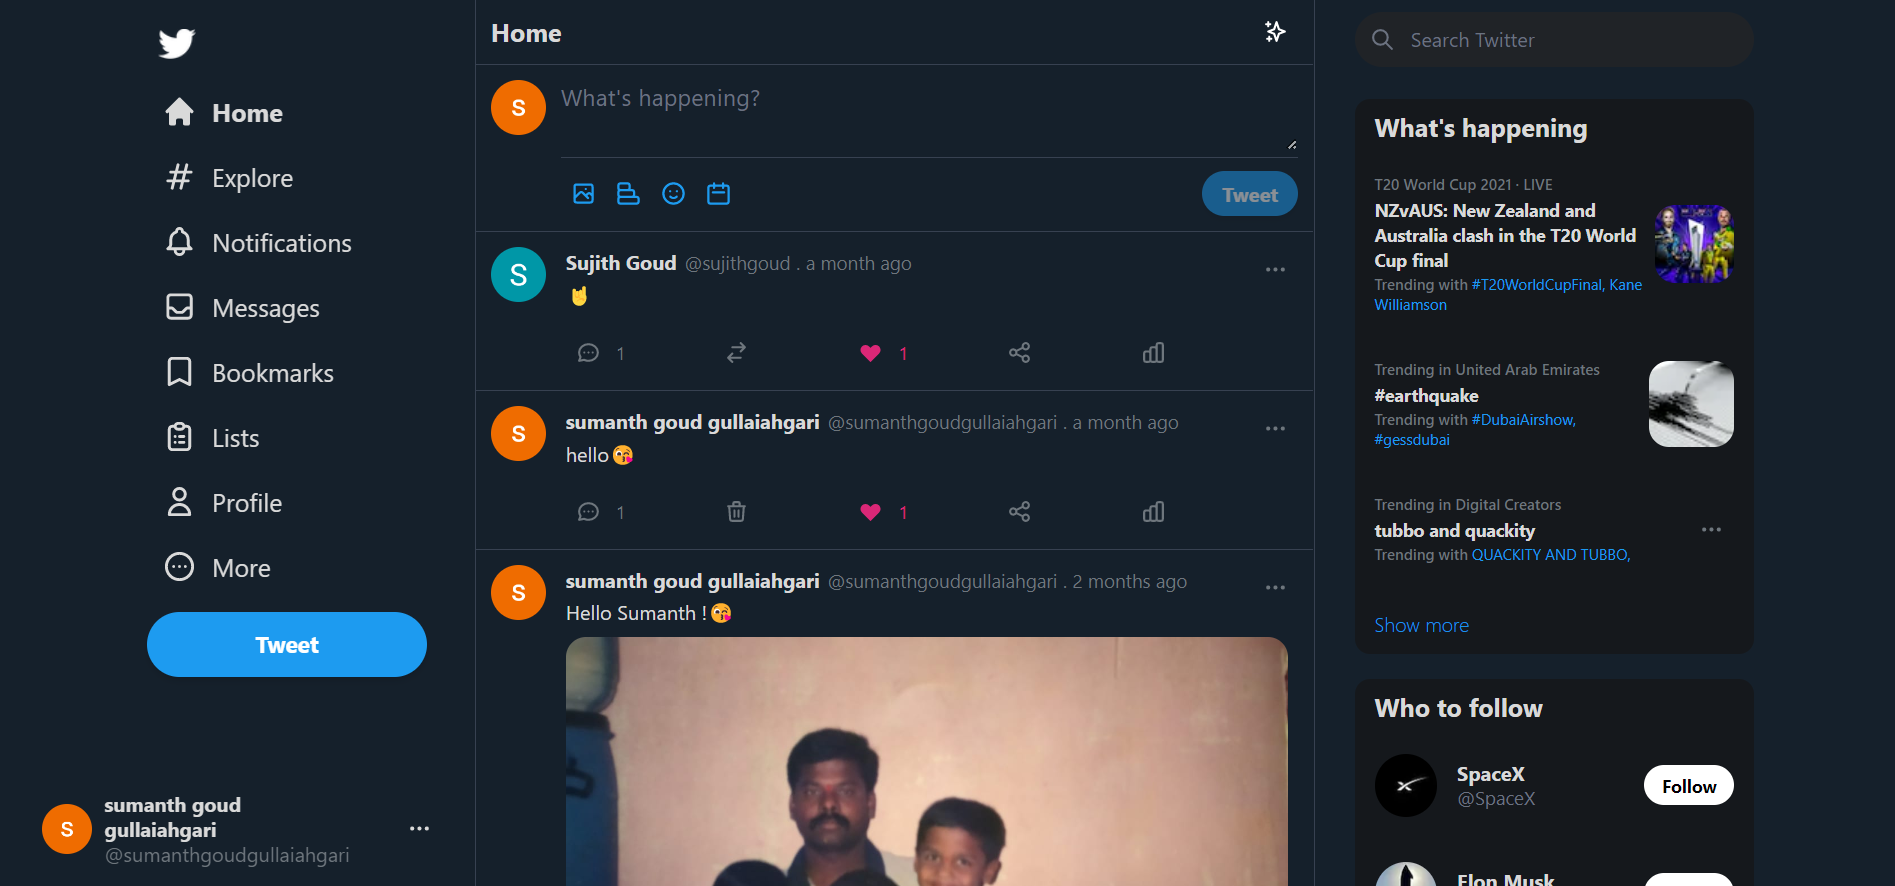 Home
Explore
Notifications
Messages
Bookmarks
Lists
Profile
More
Tweet
S
sumanth goud
gullaiahgari
@sumanthgoudgullaiahgari
Home
S
What's happening?
Tweet
S
Sujith Goud @sujithgoud . a month ago
🤘
1
1
S
sumanth goud gullaiahgari @sumanthgoudgullaiahgari . a month ago
hello😘
1
1
S
sumanth goud gullaiahgari @sumanthgoudgullaiahgari . 2 months ago
Hello Sumanth !😘
Search Twitter
What's happening
T20 World Cup 2021 · LIVE
NZvAUS: New Zealand and
Australia clash in the T20 World
Cup final
Trending with #T20WorldCupFinal, Kane
Williamson
Trending in United Arab Emirates
#earthquake
Trending with #DubaiAirshow,
#gessdubai
Trending in Digital Creators
tubbo and quackity
Trending with QUACKITY AND TUBBO,
Show more
Who to follow
SpaceX
@SpaceX
Follow
Elon Musk